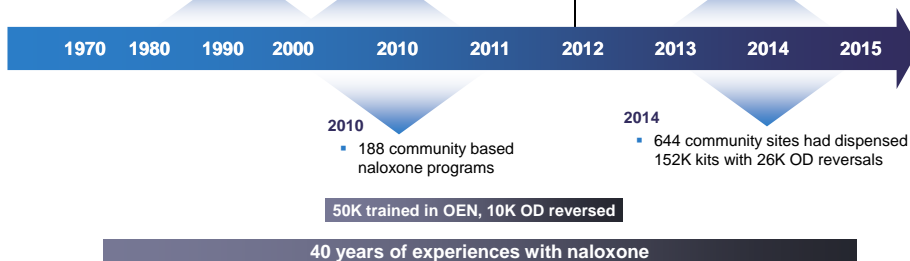 1970 1980 1990 2000 2010 2011 2012 2013 2014 2015
2010
▪ 188 community based
naloxone programs
2014
▪ 644 community sites had dispensed
152K kits with 26K OD reversals
50K trained in OEN, 10K OD reversed
40 years of experiences with naloxone